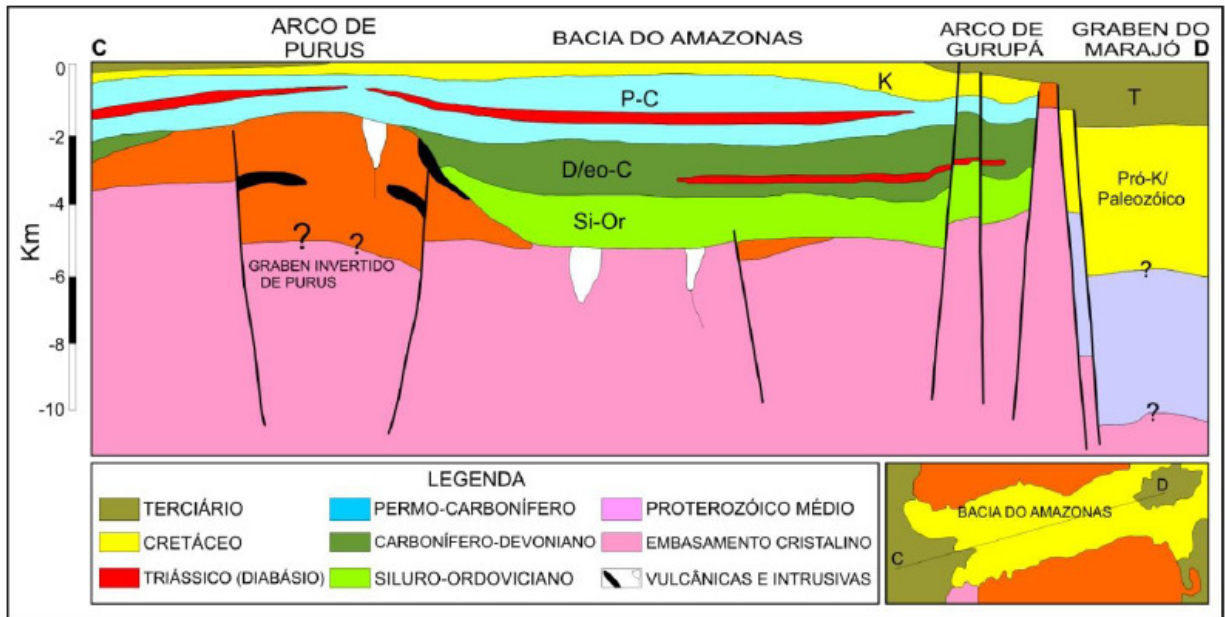 ARCO DE
PURUS
BACIA DO AMAZONAS
ARCO DE
GURUPÁ
GRABEN DO
MARAJÓ
C
D
0
-2
-4
-6
-8
-10
Km
K
P-C
T
D/eo-C
Si-Or
Pró-K/
Paleozóico
?
?
GRABEN INVERTIDO
DE PURUS
?
?
LEGENDA
TERCIÁRIO
CRETÁCEO
TRIÁSSICO (DIABÁSIO)
PERMO-CARBONÍFERO
CARBONÍFERO-DEVONIANO
SILURO-ORDOVICIANO
PROTEROZÓICO MÉDIO
EMBASAMENTO CRISTALINO
VULCÂNICAS E INTRUSIVAS
D
BACIA DO AMAZONAS
C